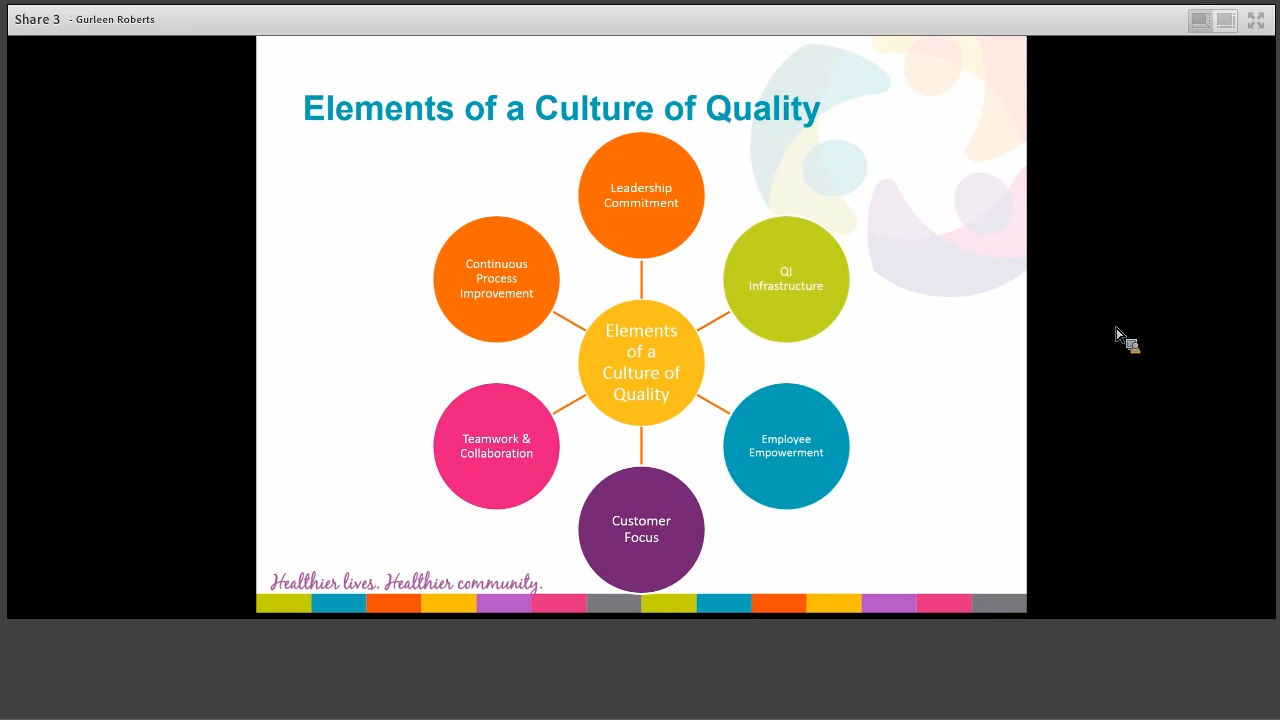 Share 3 - Gurleen Roberts
Elements of a Culture of Quality
Leadership
Commitment
QI
Infrastructure
Employee
Empowerment
Customer
Focus
Teamwork &
Collaboration
Continuous
Process
Improvement
Elements
of a
Culture of
Quality
Healthier lives. Healthier community.